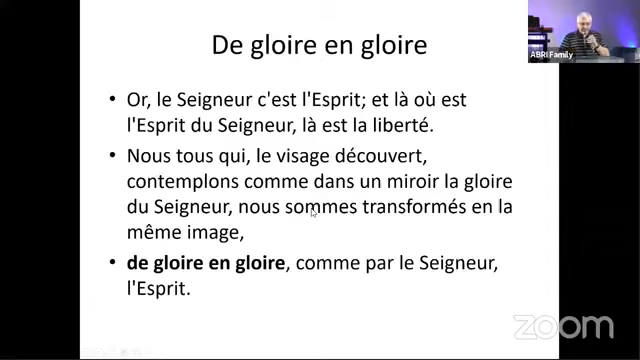 De gloire en gloire
• Or, le Seigneur c'est l'Esprit; et là où est
l'Esprit du Seigneur, là est la liberté.
• Nous tous qui, le visage découvert,
contemplons comme dans un miroir la gloire
du Seigneur, nous sommes transformés en la
même image,
• de gloire en gloire, comme par le Seigneur,
l'Esprit.
ABRI Family
zoom